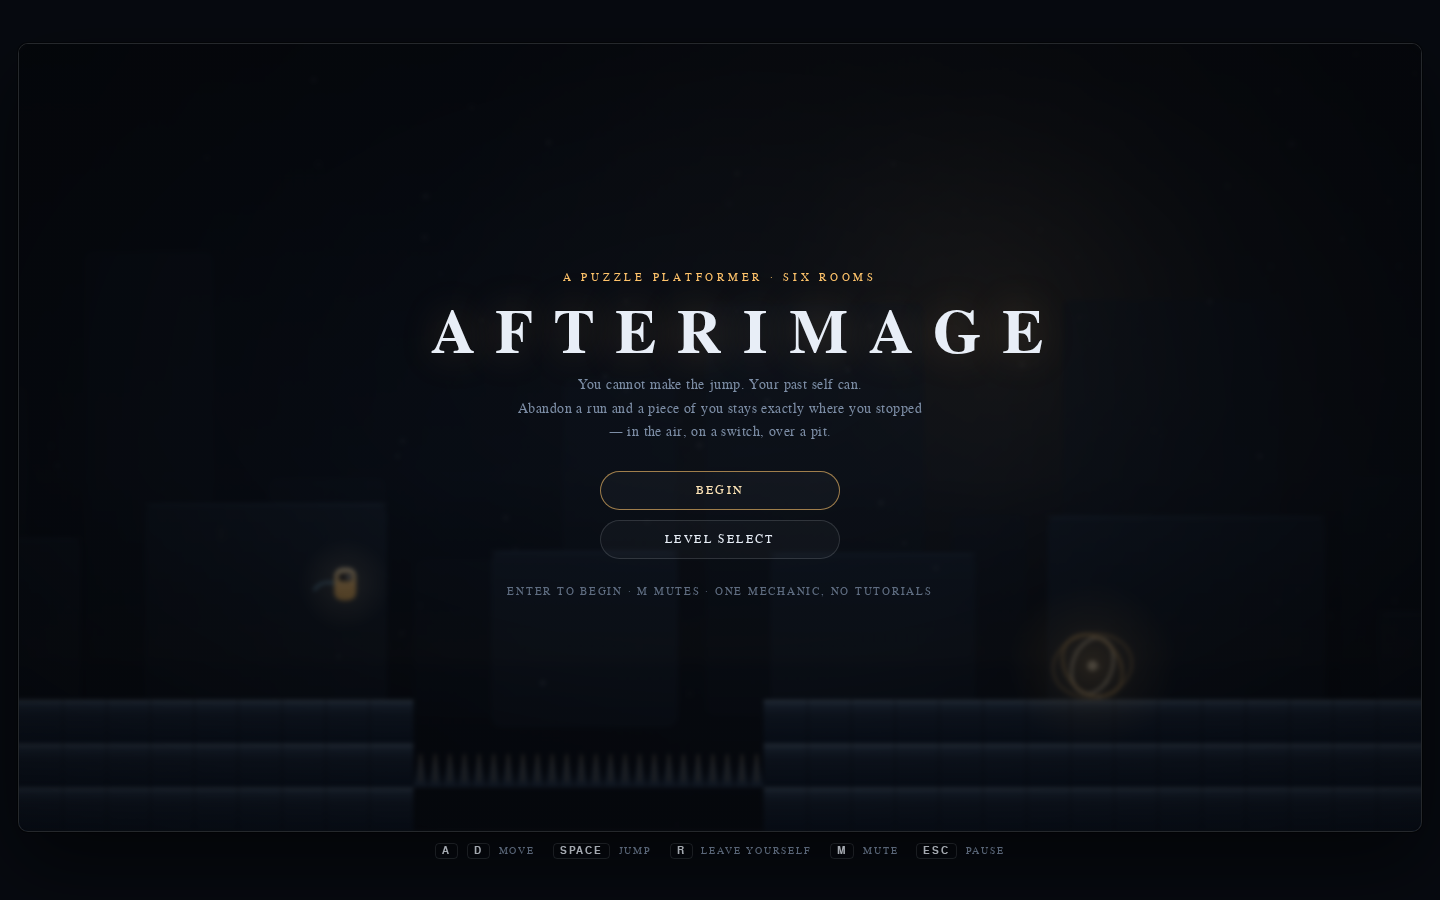 A PUZZLE PLATFORMER · SIX ROOMS
AFTERIMAGE
You cannot make the jump. Your past self can.
Abandon a run and a piece of you stays exactly where you stopped
— in the air, on a switch, over a pit.
BEGIN
LEVEL SELECT
ENTER TO BEGIN · M MUTES · ONE MECHANIC, NO TUTORIALS
A D MOVE SPACE JUMP R LEAVE YOURSELF M MUTE ESC PAUSE